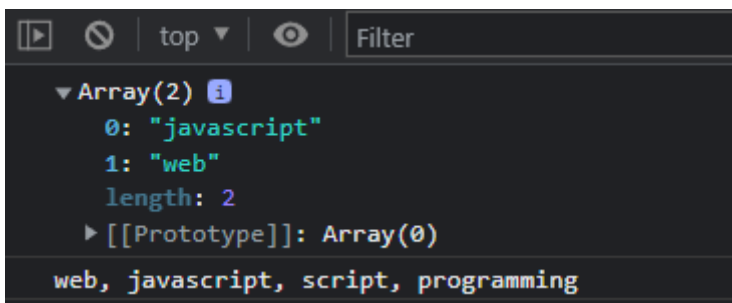 top Filter
Array(2) i
0: "javascript"
1: "web"
length: 2
[[Prototype]]: Array(0)
web, javascript, script, programming